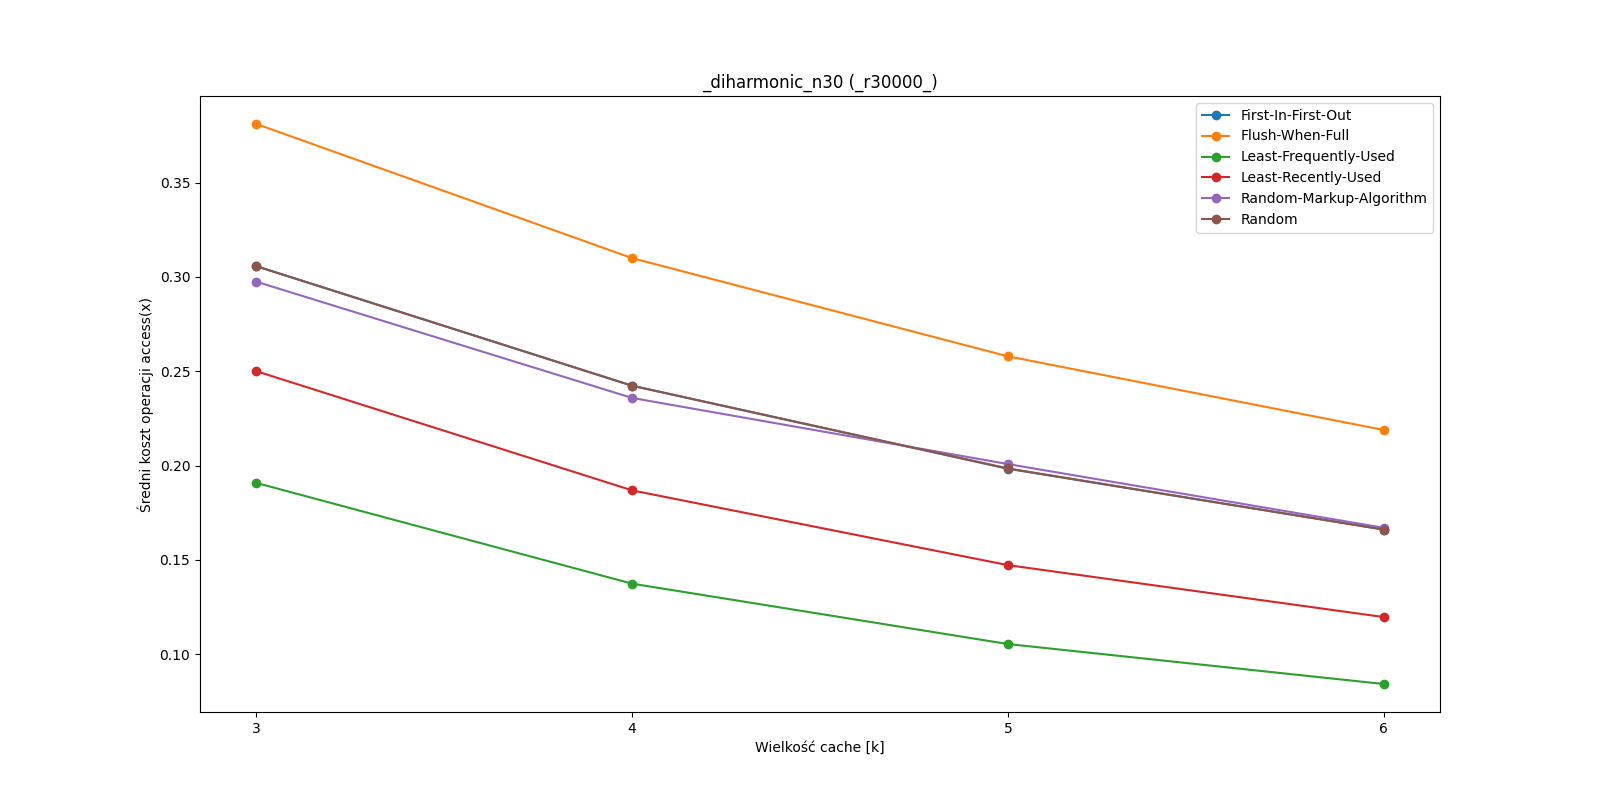 _diharmonic_n30 (_r30000_)
First-In-First-Out
Flush-When-Full
Least-Frequently-Used
Least-Recently-Used
Random-Markup-Algorithm
Random
Średni koszt operacji access(x)
0.35
0.30
0.25
0.20
0.15
0.10
3 4 5 6
Wielkość cache [k]